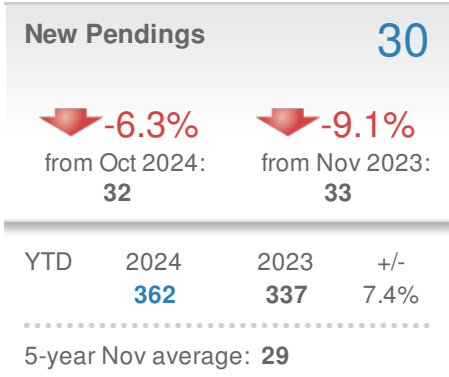 New Pendings 30
-6.3% -9.1%
from Oct 2024: from Nov 2023:
32 33
YTD 2024 2023 +/-
362 337 7.4%
5-year Nov average: 29